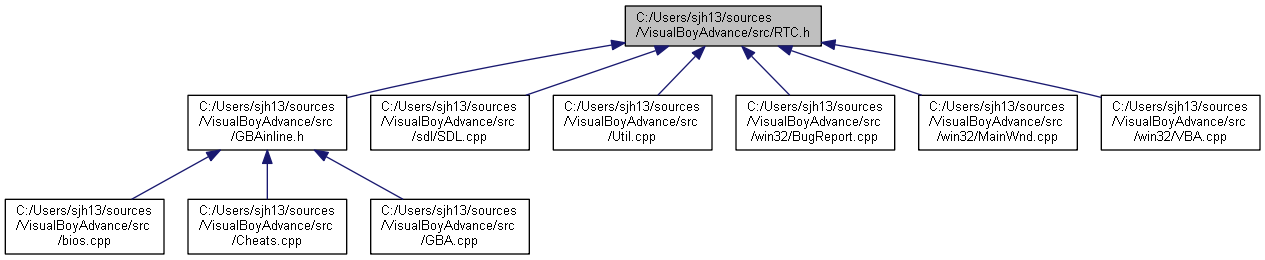 C:/Users/sjh13/sources
/VisualBoyAdvance/src/RTC.h
C:/Users/sjh13/sources
/VisualBoyAdvance/src
/GBAinline.h
C:/Users/sjh13/sources
/VisualBoyAdvance/src
/sdl/SDL.cpp
C:/Users/sjh13/sources
/VisualBoyAdvance/src
/Util.cpp
C:/Users/sjh13/sources
/VisualBoyAdvance/src
/win32/BugReport.cpp
C:/Users/sjh13/sources
/VisualBoyAdvance/src
/win32/MainWnd.cpp
C:/Users/sjh13/sources
/VisualBoyAdvance/src
/win32/VBA.cpp
C:/Users/sjh13/sources
/VisualBoyAdvance/src
/bios.cpp
C:/Users/sjh13/sources
/VisualBoyAdvance/src
/Cheats.cpp
C:/Users/sjh13/sources
/VisualBoyAdvance/src
/GBA.cpp